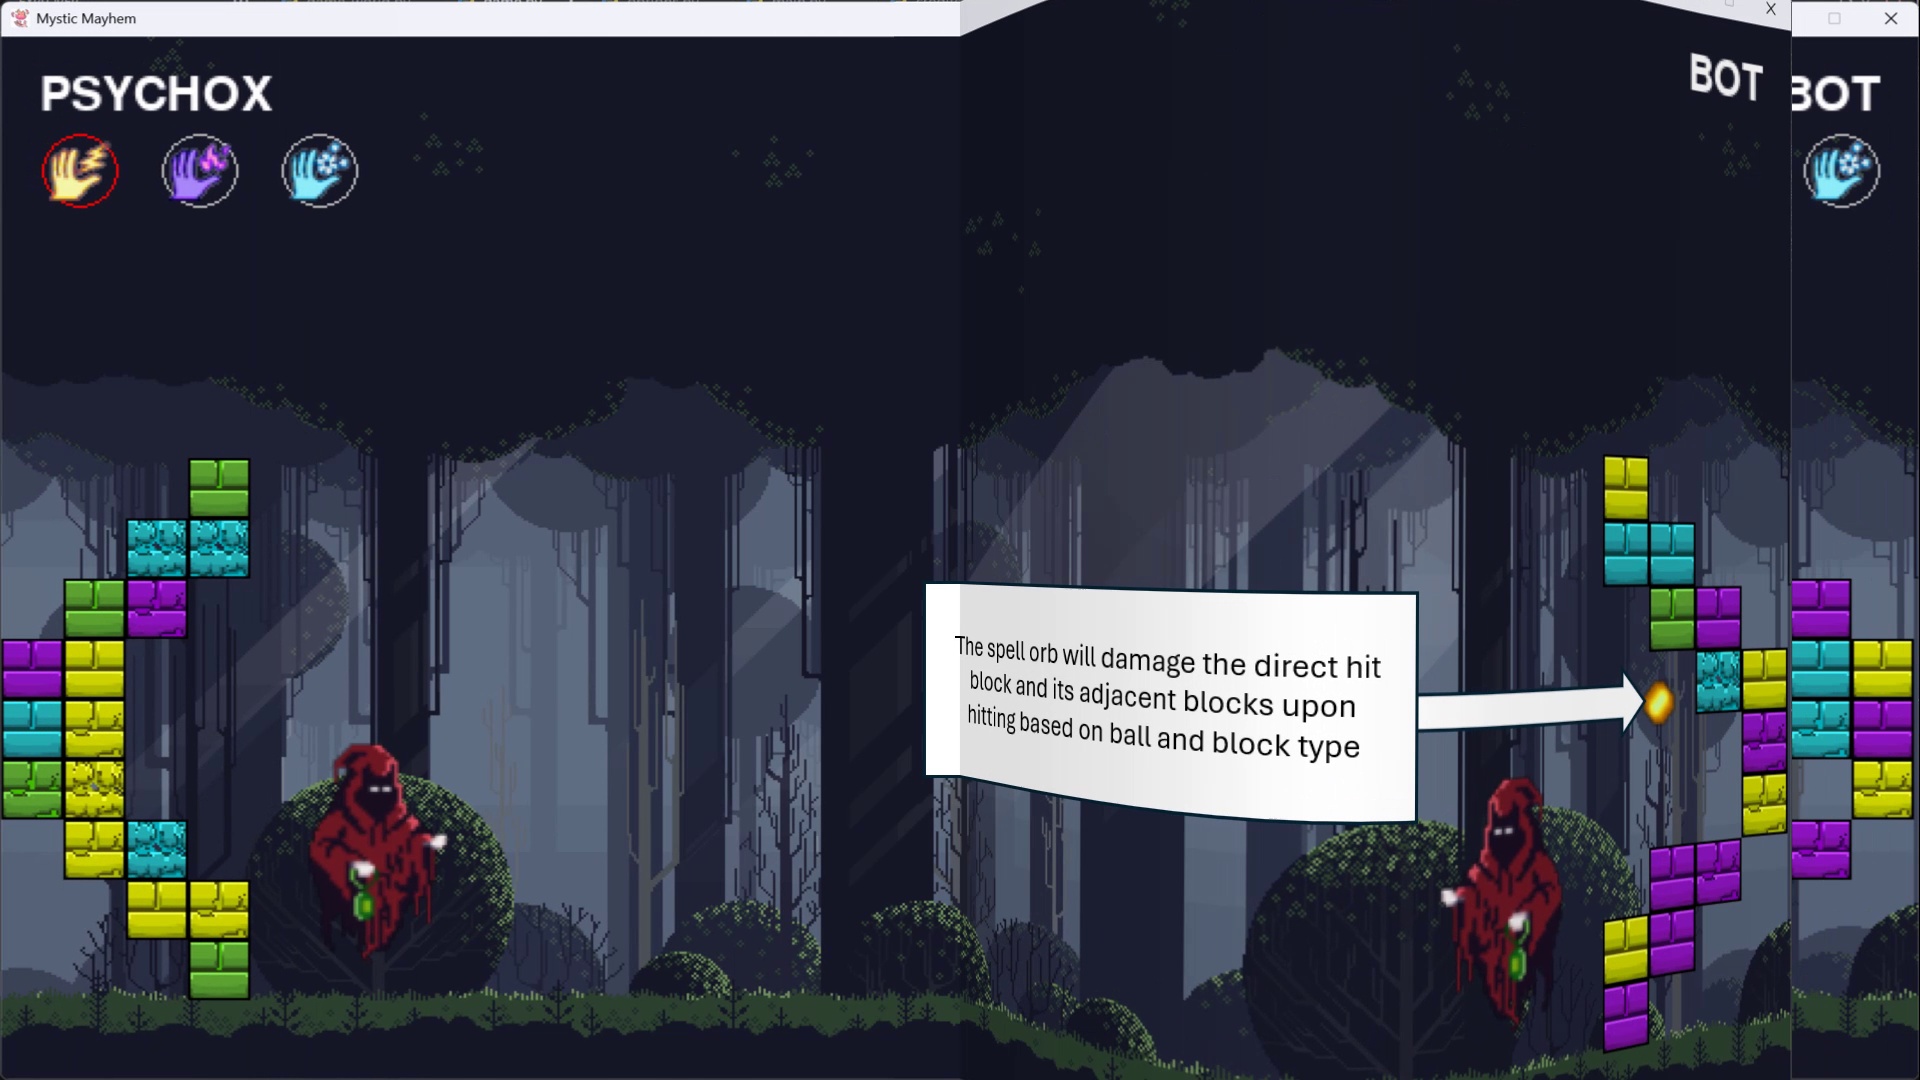 Mystic Mayhem
X
PSYCHOX
BOT
BOT
The spell orb will damage the direct hit
block and its adjacent blocks upon
hitting based on ball and block type